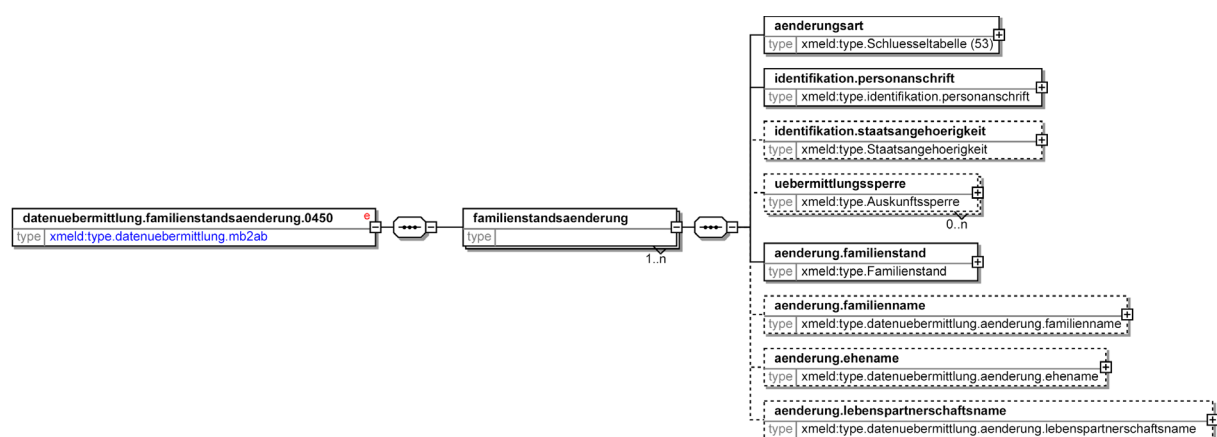 aenderungsart
type xmeld:type.Schluesseltabelle (53)
identifikation.personanschrift
type xmeld:type.identifikation.personanschrift
identifikation.staatsangehoerigkeit
type xmeld:type.Staatsangehoerigkeit
uebermittlungssperre
type xmeld:type.Auskunftssperre
0..n
datenuebermittlung.familienstandsaenderung.0450 e
type xmeld:type.datenuebermittlung.mb2ab
familienstandsaenderung
type
1..n
aenderung.familienstand
type xmeld:type.Familienstand
aenderung.familienname
type xmeld:type.datenuebermittlung.aenderung.familienname
aenderung.ehename
type xmeld:type.datenuebermittlung.aenderung.ehename
aenderung.lebenspartnerschaftsname
type xmeld:type.datenuebermittlung.aenderung.lebenspartnerschaftsname